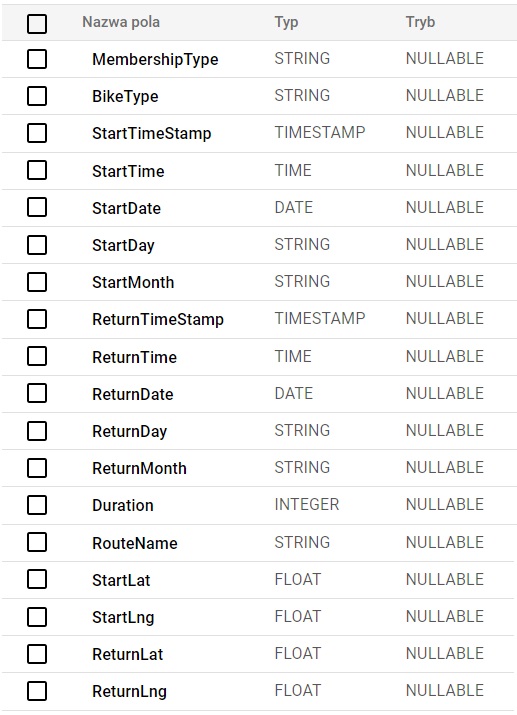 Nazwa pola Typ Tryb
MembershipType STRING NULLABLE
BikeType STRING NULLABLE
StartTimeStamp TIMESTAMP NULLABLE
StartTime TIME NULLABLE
StartDate DATE NULLABLE
StartDay STRING NULLABLE
StartMonth STRING NULLABLE
ReturnTimeStamp TIMESTAMP NULLABLE
ReturnTime TIME NULLABLE
ReturnDate DATE NULLABLE
ReturnDay STRING NULLABLE
ReturnMonth STRING NULLABLE
Duration INTEGER NULLABLE
RouteName STRING NULLABLE
StartLat FLOAT NULLABLE
StartLng FLOAT NULLABLE
ReturnLat FLOAT NULLABLE
ReturnLng FLOAT NULLABLE